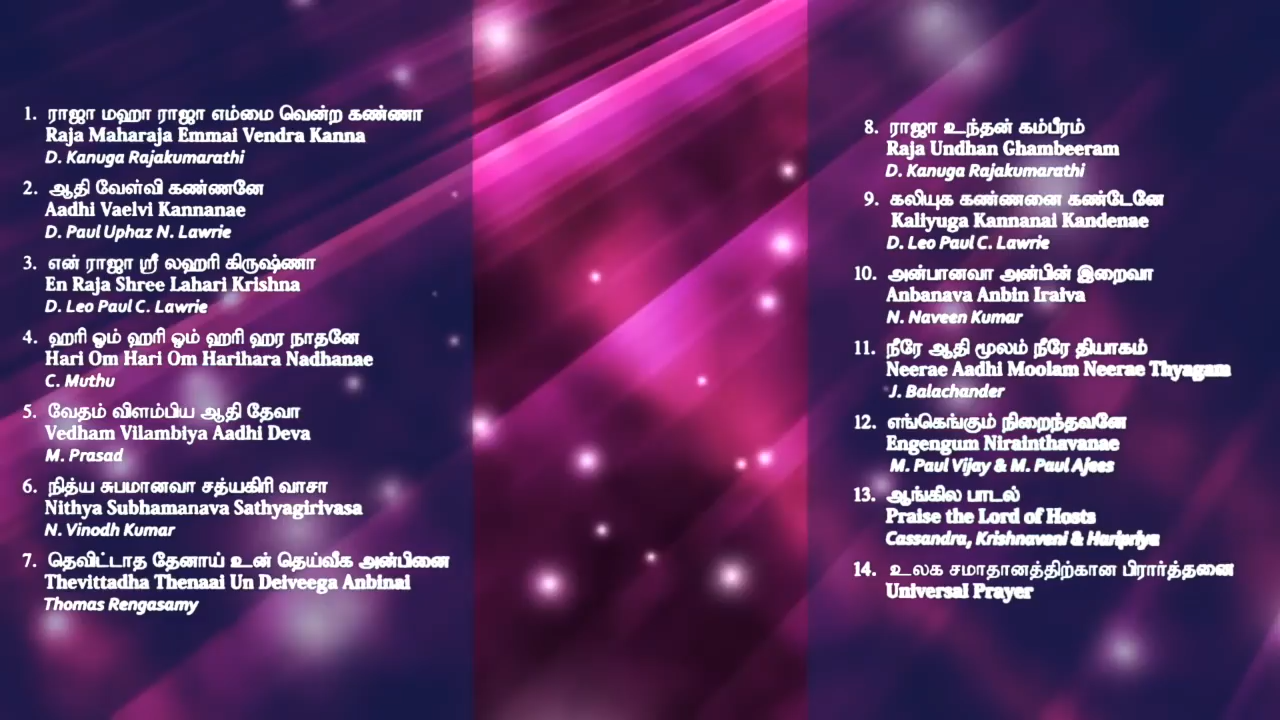 1. ராஜா மஹா ராஜா எம்மை வென்ற கண்ணா
Raja Maharaja Emmai Vendra Kanna
D. Kanuga Rajakumarathi
2. ஆதி வேள்வி கண்ணனே
Aadhi Vaelvi Kannanae
D. Paul Uphaz N. Lawrie
3. என் ராஜா ஸ்ரீ லஹரி கிருஷ்ணா
En Raja Shree Lahari Krishna
D. Leo Paul C. Lawrie
4. ஹரி ஓம் ஹரி ஓம் ஹரி ஹர நாதனே
Hari Om Hari Om Harihara Nadhanae
C. Muthu
5. வேதம் விளம்பிய ஆதி தேவா
Vedham Vilambiya Aadhi Deva
M. Prasad
6. நித்ய சுபமானவா சத்யகிரி வாசா
Nithya Subhamanava Sathyagirivasa
N. Vinodh Kumar
7. தெவிட்டாத தேனாய் உன் தெய்வீக அன்பினை
Thevittadha Thenaai Un Deiveega Anbinai
Thomas Rengasamy
8. ராஜா உந்தன் கம்பீரம்
Raja Undhan Ghambeeram
D. Kanuga Rajakumarathi
9. கலியுக கண்ணனை கண்டேனே
Kaliyuga Kannanai Kandenae
D. Leo Paul C. Lawrie
10. அன்பானவா அன்பின் இறைவா
Anbanava Anbin Iraiva
N. Naveen Kumar
11. நீரே ஆதி மூலம் நீரே தியாகம்
Neerae Aadhi Moolam Neerae Thyagam
J. Balachander
12. எங்கெங்கும் நிறைந்தவனே
Engengum Nirainthavanae
M. Paul Vijay & M. Paul Ajees
13. ஆங்கில பாடல்
Praise the Lord of Hosts
Cassandra, Krishnaveni & Haripriya
14. உலக சமாதானத்திற்கான பிரார்த்தனை
Universal Prayer